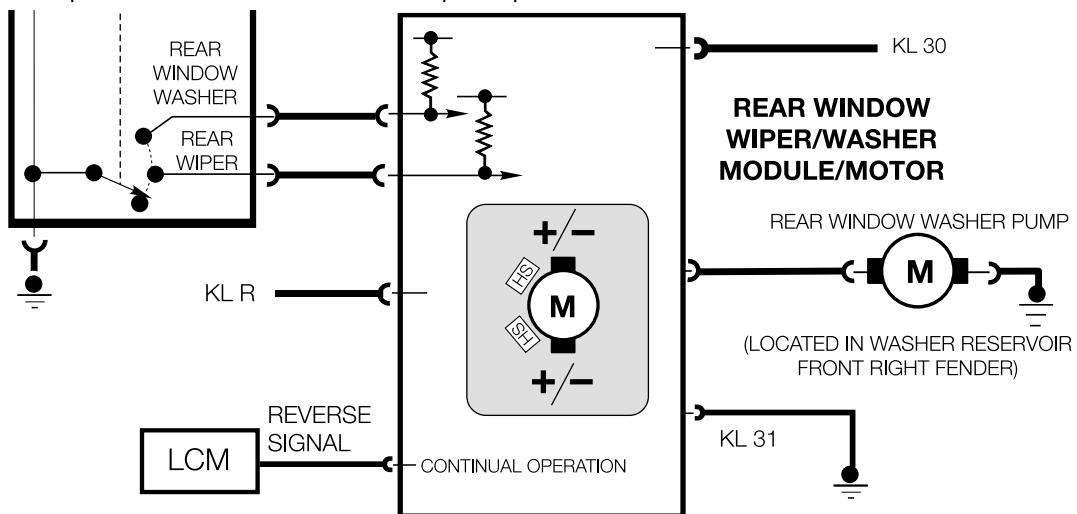 REAR
WINDOW
WASHER
REAR
WIPER
KL 30
REAR WINDOW
WIPER/WASHER
MODULE/MOTOR
REAR WINDOW WASHER PUMP
M
(LOCATED IN WASHER RESERVOIR
FRONT RIGHT FENDER)
KL R
+/−
HS
M
HS
+/−
KL 31
REVERSE
SIGNAL
LCM
CONTINUAL OPERATION